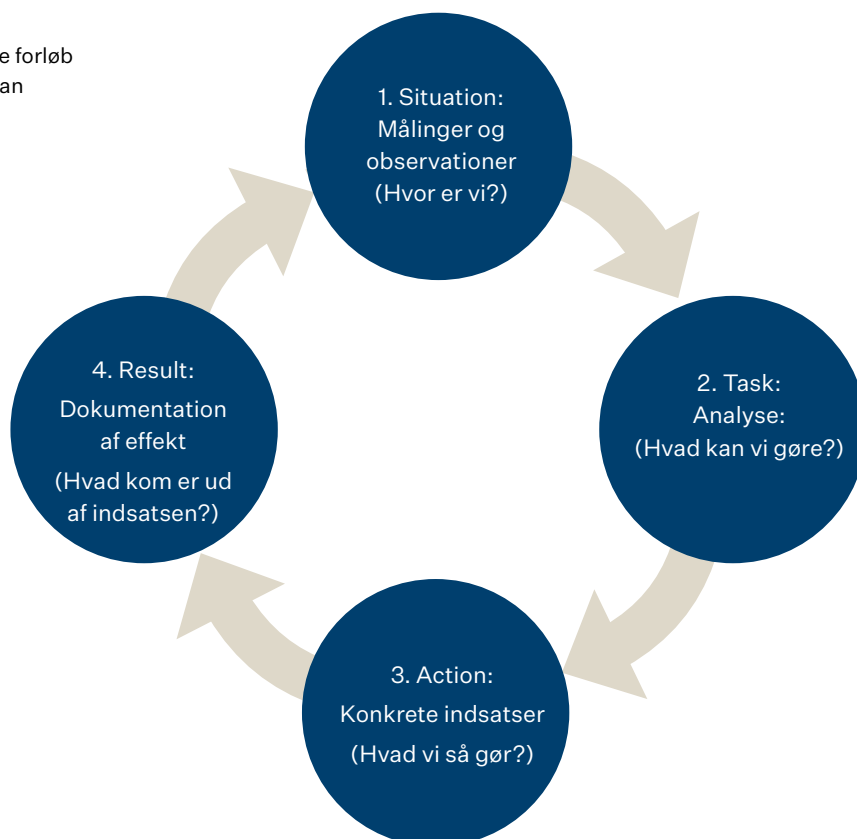 e forløb
an
1. Situation:
Målinger og
observationer
(Hvor er vi?)
2. Task:
Analyse:
(Hvad kan vi gøre?)
3. Action:
Konkrete indsatser
(Hvad vi så gør?)
4. Result:
Dokumentation
af effekt
(Hvad kom er ud
af indsatsen?)